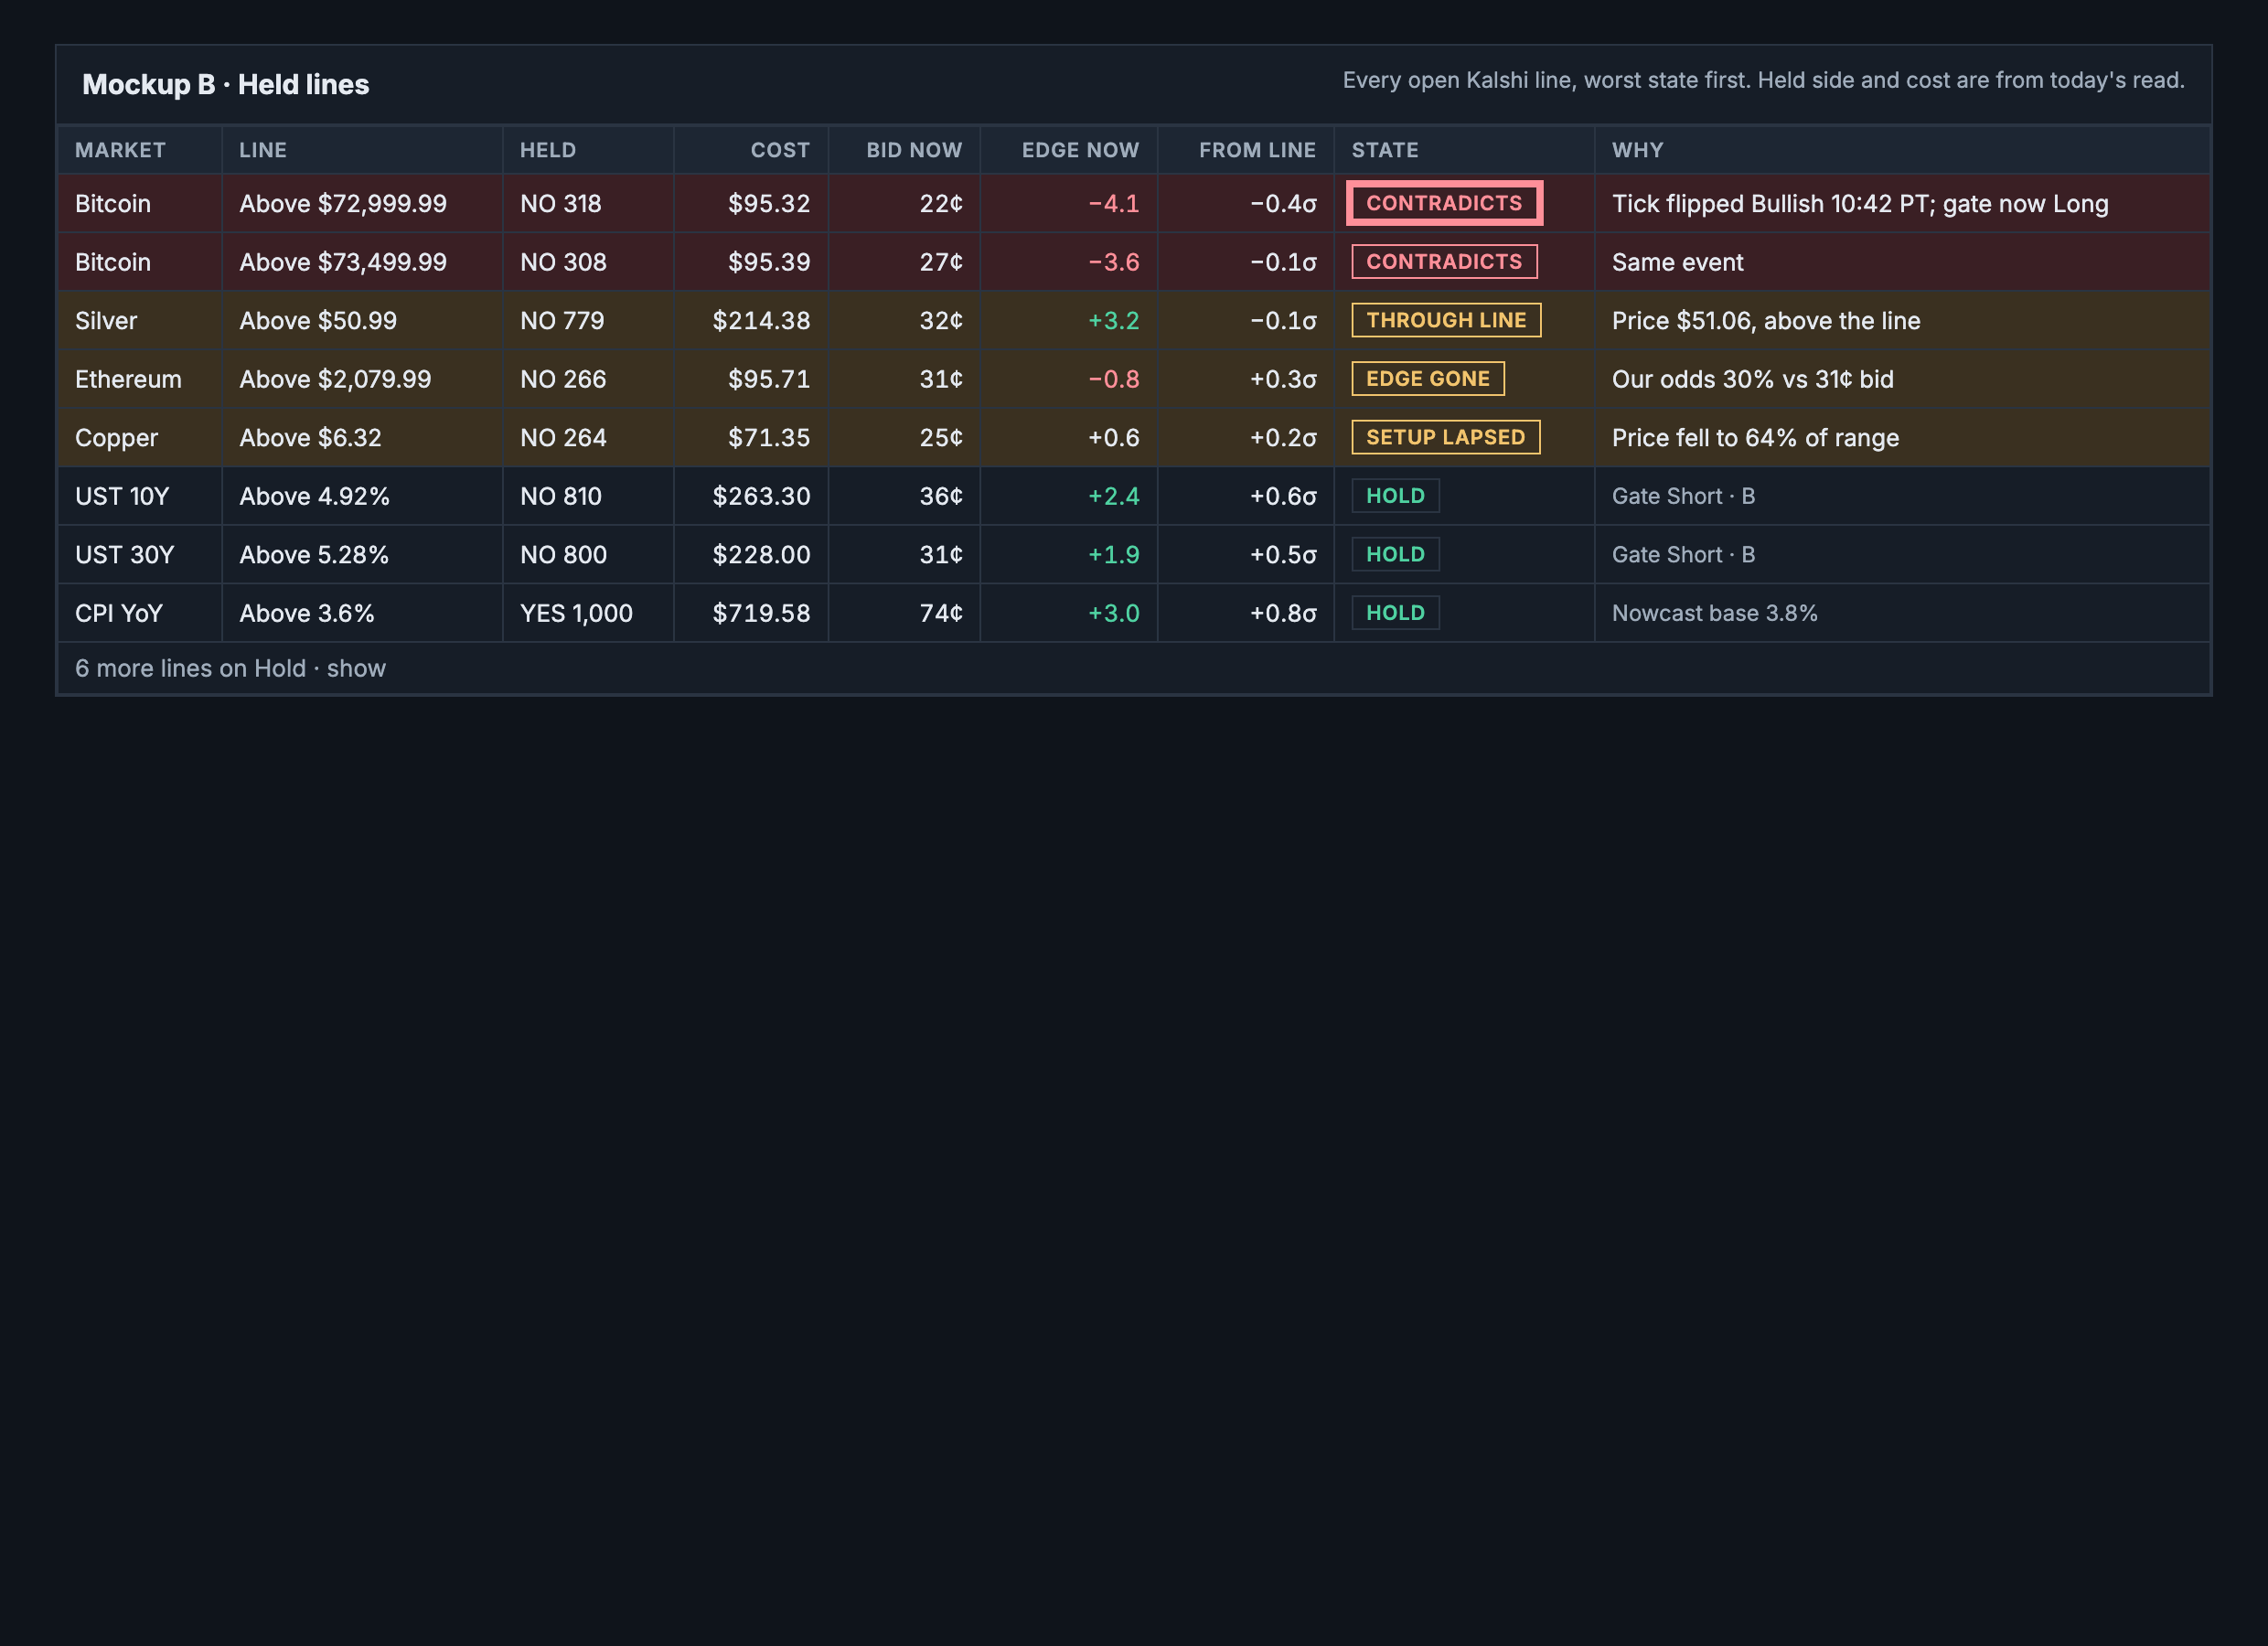 Mockup B · Held lines
Every open Kalshi line, worst state first. Held side and cost are from today's read.
MARKET LINE HELD COST BID NOW EDGE NOW FROM LINE STATE WHY
Bitcoin Above $72,999.99 NO 318 $95.32 22¢ −4.1 −0.4σ CONTRADICTS Tick flipped Bullish 10:42 PT; gate now Long
Bitcoin Above $73,499.99 NO 308 $95.39 27¢ −3.6 −0.1σ CONTRADICTS Same event
Silver Above $50.99 NO 779 $214.38 32¢ +3.2 −0.1σ THROUGH LINE Price $51.06, above the line
Ethereum Above $2,079.99 NO 266 $95.71 31¢ −0.8 +0.3σ EDGE GONE Our odds 30% vs 31¢ bid
Copper Above $6.32 NO 264 $71.35 25¢ +0.6 +0.2σ SETUP LAPSED Price fell to 64% of range
UST 10Y Above 4.92% NO 810 $263.30 36¢ +2.4 +0.6σ HOLD Gate Short · B
UST 30Y Above 5.28% NO 800 $228.00 31¢ +1.9 +0.5σ HOLD Gate Short · B
CPI YoY Above 3.6% YES 1,000 $719.58 74¢ +3.0 +0.8σ HOLD Nowcast base 3.8%
6 more lines on Hold · show